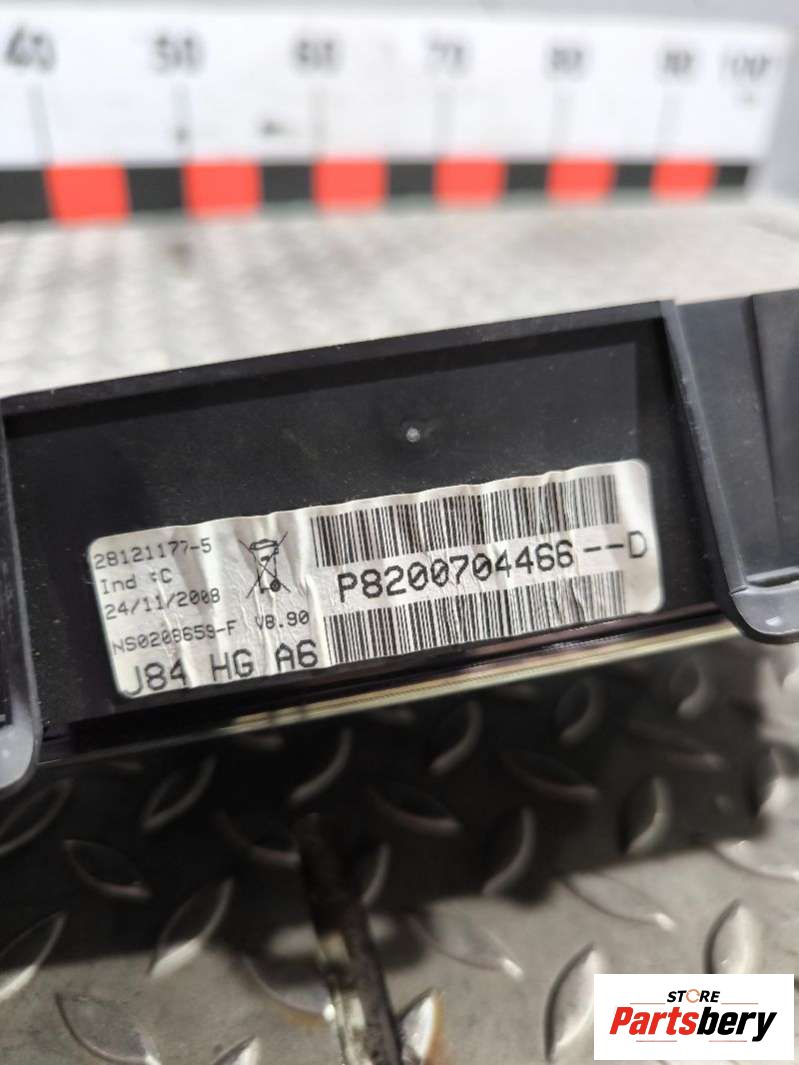 40 50 60 70 80 90 100
28121177-5
Ind :C
24/11/2008
NS0208659-F V8.90
J84 HG A6
P8200704466--D
STORE
Partsbery